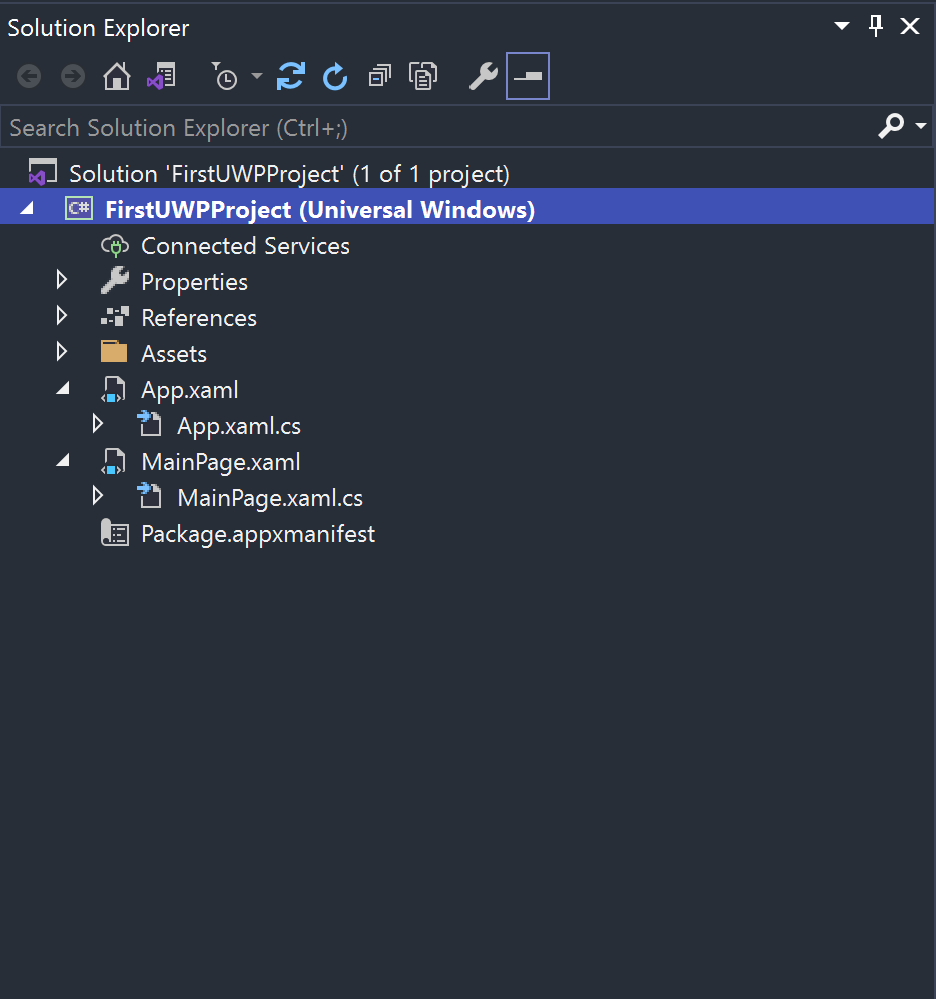 Solution Explorer
Search Solution Explorer (Ctrl+;)
Solution 'FirstUWPProject' (1 of 1 project)
C# FirstUWPProject (Universal Windows)
Connected Services
Properties
References
Assets
App.xaml
App.xaml.cs
MainPage.xaml
MainPage.xaml.cs
Package.appxmanifest